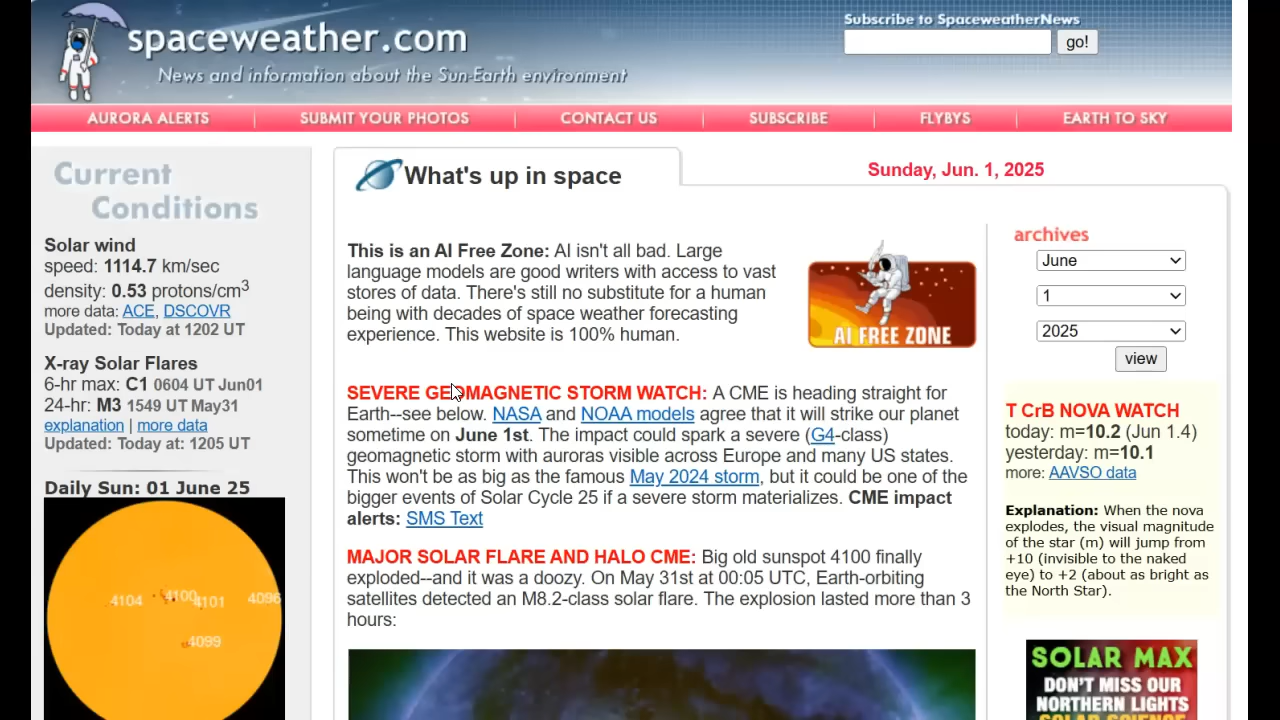 spaceweather.com
News and information about the Sun-Earth environment
Subscribe to SpaceweatherNews
go!
AURORA ALERTS
SUBMIT YOUR PHOTOS
CONTACT US
SUBSCRIBE
FLYBYS
EARTH TO SKY
Current
Conditions
Solar wind
speed: 1114.7 km/sec
density: 0.53 protons/cm3
more data: ACE, DSCOVR
Updated: Today at 1202 UT
X-ray Solar Flares
6-hr max: C1 0604 UT Jun01
24-hr: M3 1549 UT May31
explanation | more data
Updated: Today at 1205 UT
Daily Sun: 01 June 25
4104
4100
4101
4096
4099
What's up in space
Sunday, Jun. 1, 2025
This is an AI Free Zone: AI isn't all bad. Large
language models are good writers with access to vast
stores of data. There's still no substitute for a human
being with decades of space weather forecasting
experience. This website is 100% human.
AI FREE ZONE
SEVERE GEOMAGNETIC STORM WATCH: A CME is heading straight for
Earth--see below. NASA and NOAA models agree that it will strike our planet
sometime on June 1st. The impact could spark a severe (G4-class)
geomagnetic storm with auroras visible across Europe and many US states.
This won't be as big as the famous May 2024 storm, but it could be one of the
bigger events of Solar Cycle 25 if a severe storm materializes. CME impact
alerts: SMS Text
MAJOR SOLAR FLARE AND HALO CME: Big old sunspot 4100 finally
exploded--and it was a doozy. On May 31st at 00:05 UTC, Earth-orbiting
satellites detected an M8.2-class solar flare. The explosion lasted more than 3
hours:
archives
June
1
2025
view
T CrB NOVA WATCH
today: m=10.2 (Jun 1.4)
yesterday: m=10.1
more: AAVSO data
Explanation: When the nova
explodes, the visual magnitude
of the star (m) will jump from
+10 (invisible to the naked
eye) to +2 (about as bright as
the North Star).
SOLAR MAX
DON'T MISS OUR
NORTHERN LIGHTS
SOLAR SCIENCE